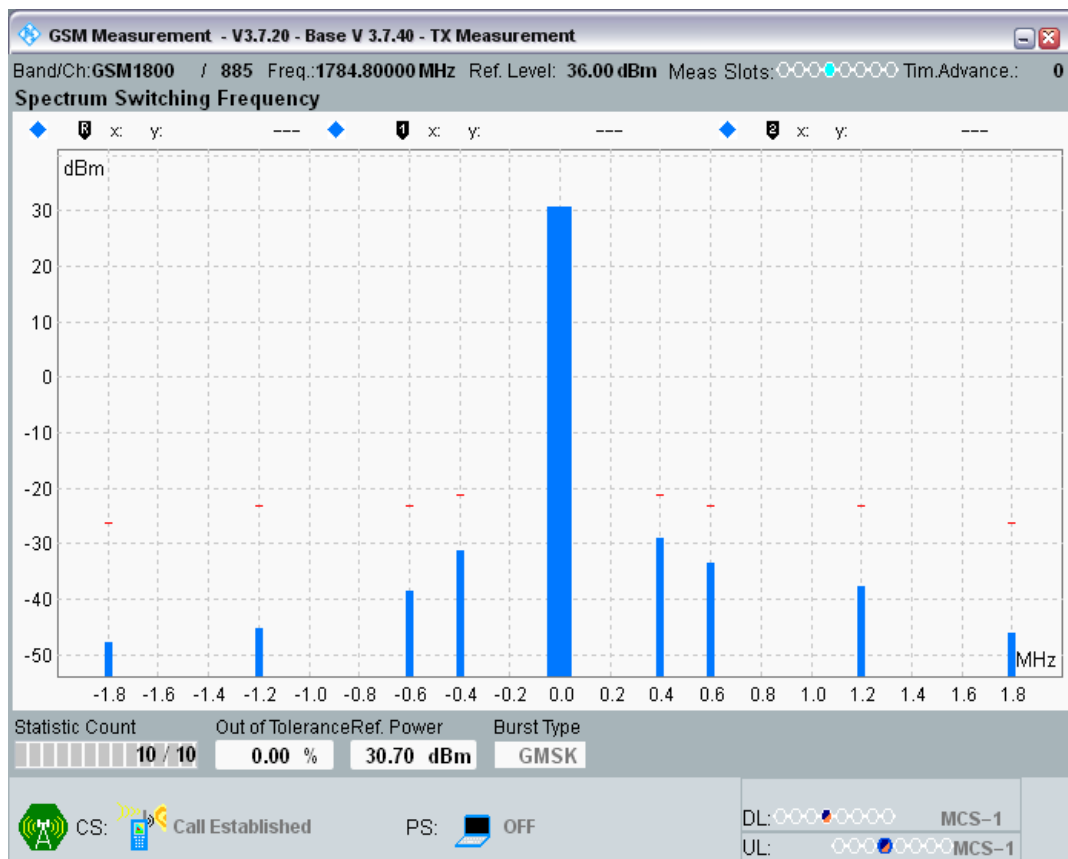 GSM Measurement - V3.7.20 - Base V 3.7.40 - TX Measurement
Band/Ch:GSM1800 / 885 Freq.:1784.80000 MHz Ref. Level: 36.00 dBm Meas Slots: Tim.Advance.: 0
Spectrum Switching Frequency
R x: y: --- 1 x: y: --- 2 x: y: ---
dBm
30
20
10
0
-10
-20
-30
-40
-50
MHz
-1.8 -1.6 -1.4 -1.2 -1.0 -0.8 -0.6 -0.4 -0.2 0.0 0.2 0.4 0.6 0.8 1.0 1.2 1.4 1.6 1.8
Statistic Count Out of Tolerance Ref. Power Burst Type
10 / 10 0.00 % 30.70 dBm GMSK
CS: Call Established PS: OFF
DL: MCS-1
UL: MCS-1